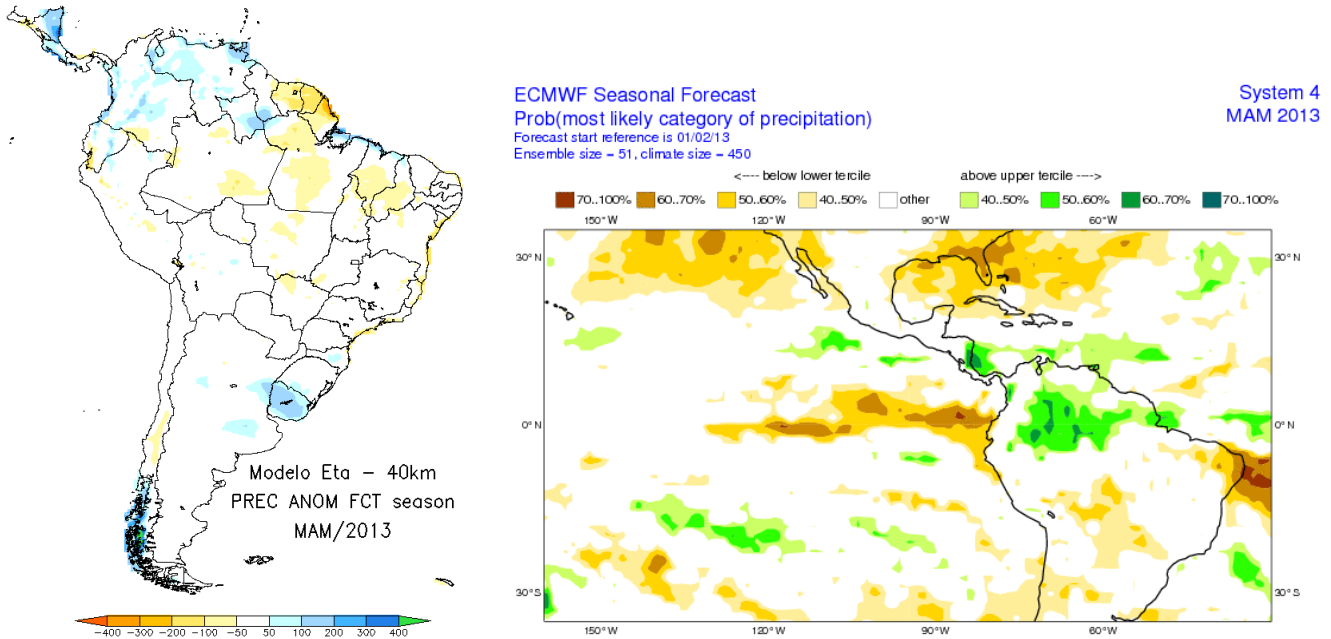 Modelo Eta – 40km
PREC ANOM FCT season
MAM/2013
−400 −300 −200 −100 −50 50 100 200 300 400
ECMWF Seasonal Forecast
System 4
Prob(most likely category of precipitation)
MAM 2013
Forecast start reference is 01/02/13
Ensemble size = 51, climate size = 450
<---- below lower tercile
above upper tercile ---->
70..100% 60..70% 50..60% 40..50% other 40..50% 50..60% 60..70% 70..100%
150°W 120°W 90°W 60°W
30°N 30°N
0°N 0°N
30°S 30°S
150°W 120°W 90°W 60°W